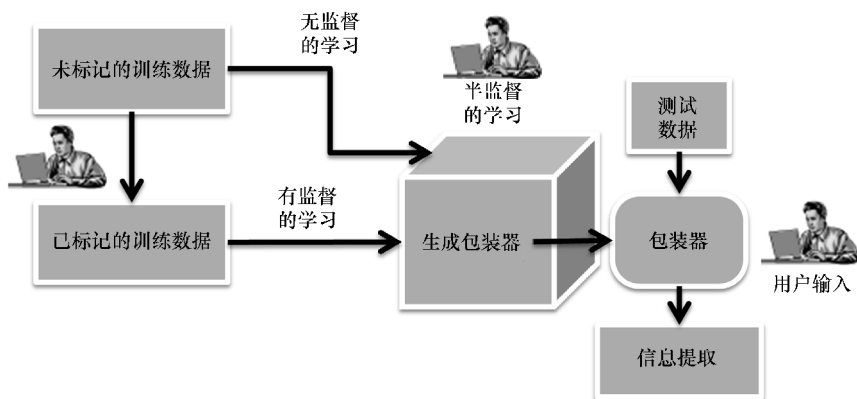 无监督
的学习
未标记的训练数据
半监督
的学习
测试
数据
有监督
的学习
已标记的训练数据
生成包装器
包装器
用户输入
信息提取